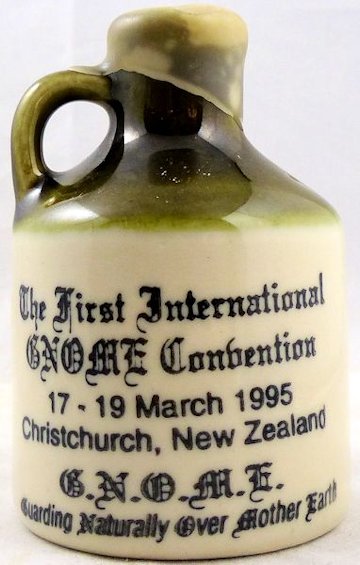 The First International
GNOME Convention
17 - 19 March 1995
Christchurch, New Zealand
G.N.O.M.E.
Guarding Naturally Over Mother Earth